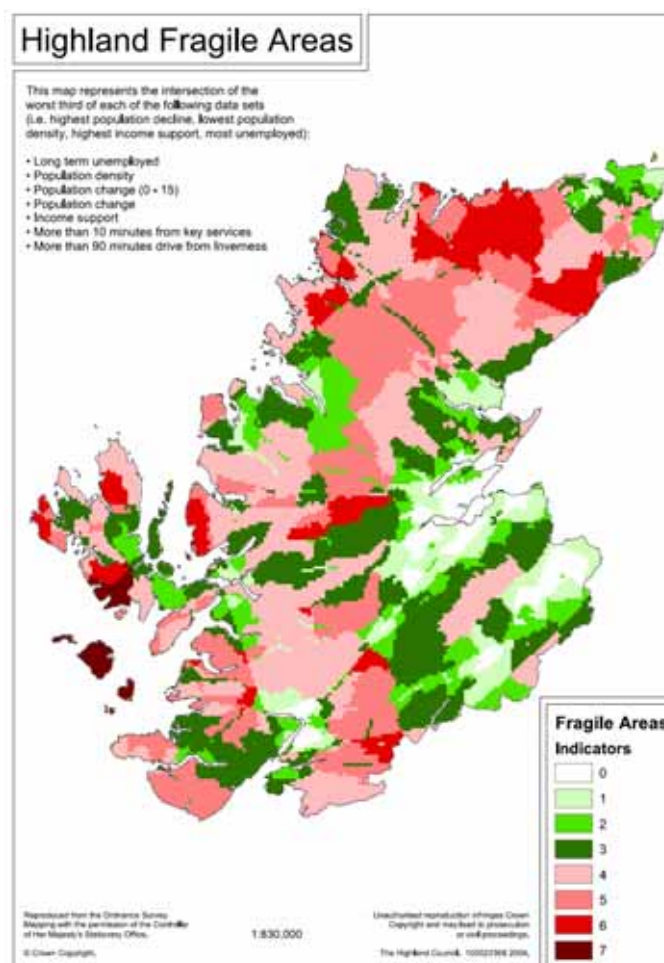 Highland Fragile Areas
This map represents the intersection of the
worst third of each of the following data sets
(i.e. highest population decline, lowest population
density, highest income support, most unemployed):
• Long term unemployed
• Population density
• Population change (0 - 15)
• Population change
• Income support
• More than 10 minutes from key services
• More than 90 minutes drive from Inverness
Fragile Areas
Indicators
0
1
2
3
4
5
6
7
Reproduced from the Ordnance Survey
Mapping with the permission of the Controller
of Her Majesty's Stationery Office.
© Crown Copyright,
1:630,000
Unauthorised reproduction infringes Crown
Copyright and may lead to prosecution
or civil proceedings.
The Highland Council,